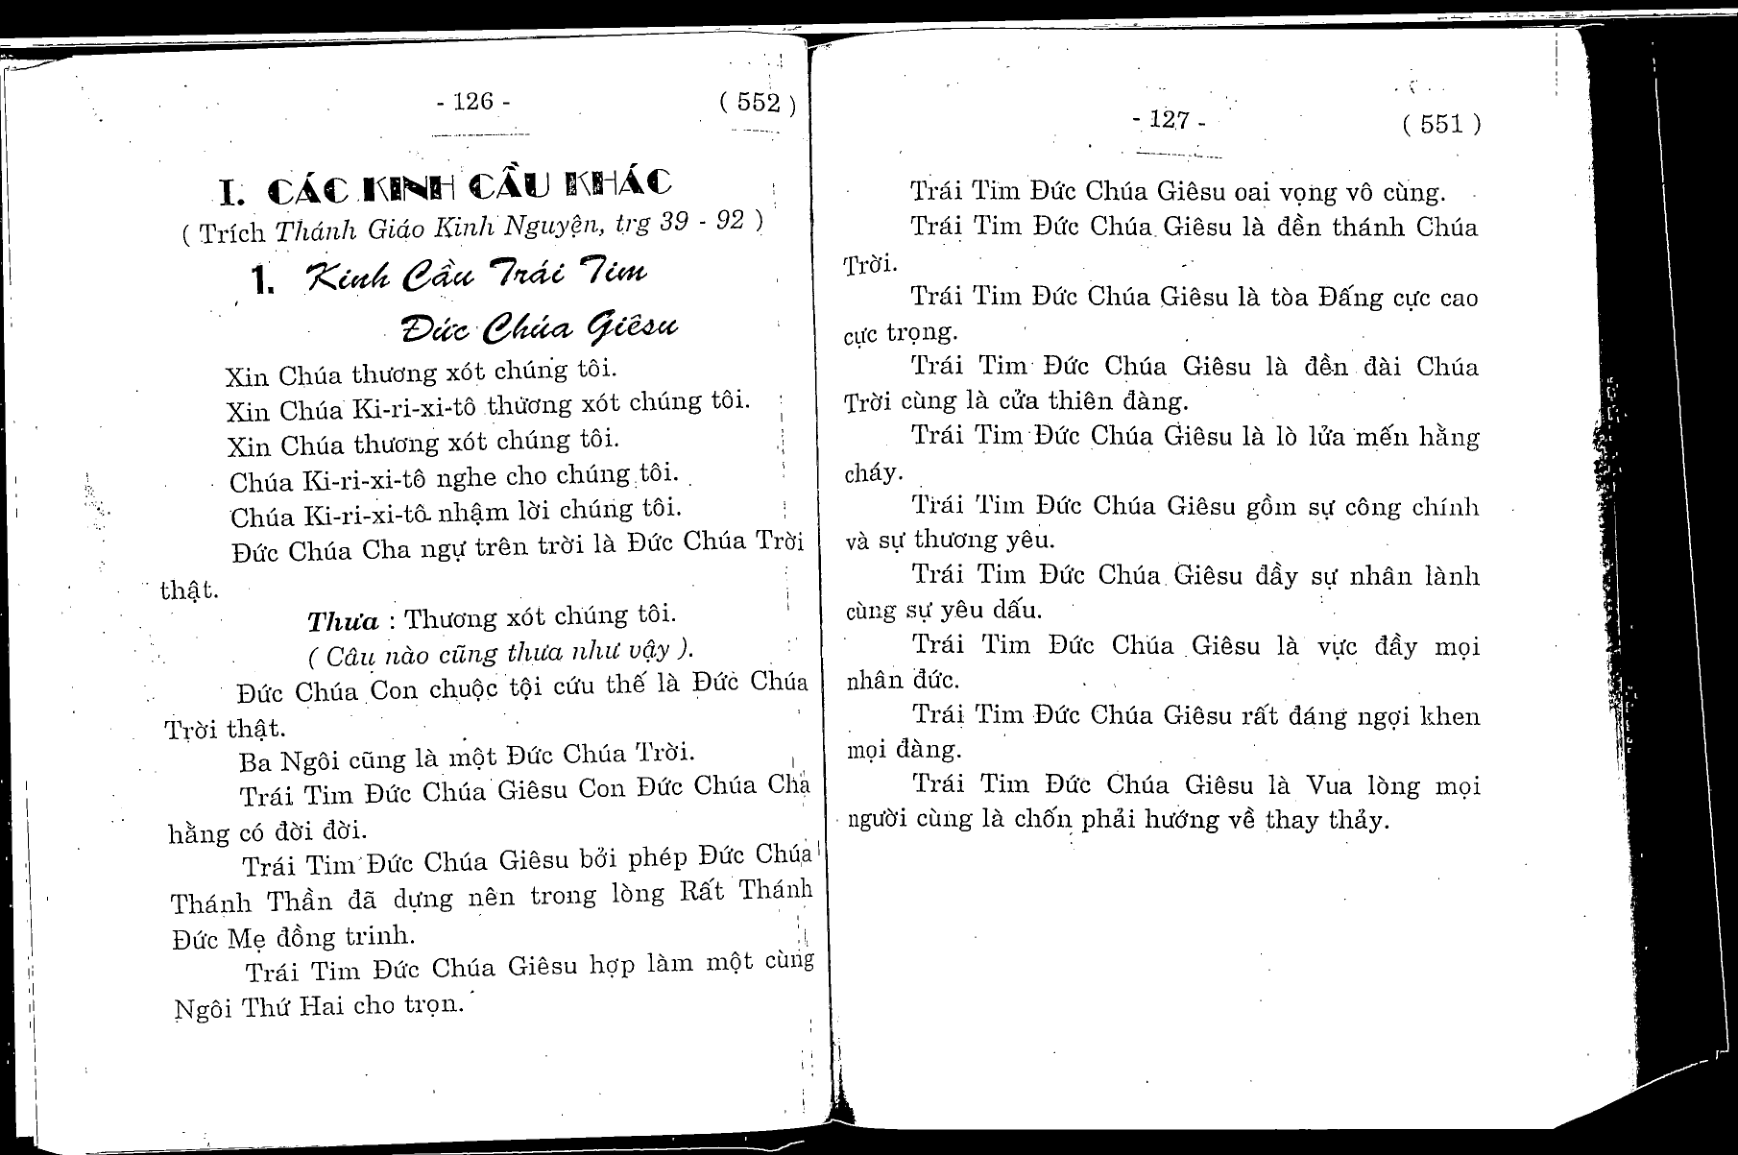 - 126 -
( 552 )
I. CÁC KINH CẦU KHÁC
( Trích Thánh Giáo Kinh Nguyện, trg 39 - 92 )
1. Kinh Cầu Trái Tim
Đức Chúa Giêsu
Xin Chúa thương xót chúng tôi.
Xin Chúa Ki-ri-xi-tô thương xót chúng tôi.
Xin Chúa thương xót chúng tôi.
Chúa Ki-ri-xi-tô nghe cho chúng tôi.
Chúa Ki-ri-xi-tô nhậm lời chúng tôi.
Đức Chúa Cha ngự trên trời là Đức Chúa Trời
thật.
Thưa : Thương xót chúng tôi.
( Câu nào cũng thưa như vậy ).
Đức Chúa Con chuộc tội cứu thế là Đức Chúa
Trời thật.
Ba Ngôi cũng là một Đức Chúa Trời.
Trái Tim Đức Chúa Giêsu Con Đức Chúa Cha
hằng có đời đời.
Trái Tim Đức Chúa Giêsu bởi phép Đức Chúa
Thánh Thần đã dựng nên trong lòng Rất Thánh
Đức Mẹ đồng trinh.
Trái Tim Đức Chúa Giêsu hợp làm một cùng
Ngôi Thứ Hai cho trọn.
- 127 -
( 551 )
Trái Tim Đức Chúa Giêsu oai vọng vô cùng.
Trái Tim Đức Chúa Giêsu là đền thánh Chúa
Trời.
Trái Tim Đức Chúa Giêsu là tòa Đấng cực cao
cực trọng.
Trái Tim Đức Chúa Giêsu là đền đài Chúa
Trời cùng là cửa thiên đàng.
Trái Tim Đức Chúa Giêsu là lò lửa mến hằng
cháy.
Trái Tim Đức Chúa Giêsu gồm sự công chính
và sự thương yêu.
Trái Tim Đức Chúa Giêsu đầy sự nhân lành
cùng sự yêu dấu.
Trái Tim Đức Chúa Giêsu là vực đầy mọi
nhân đức.
Trái Tim Đức Chúa Giêsu rất đáng ngợi khen
mọi đàng.
Trái Tim Đức Chúa Giêsu là Vua lòng mọi
người cùng là chốn phải hướng về thay thảy.